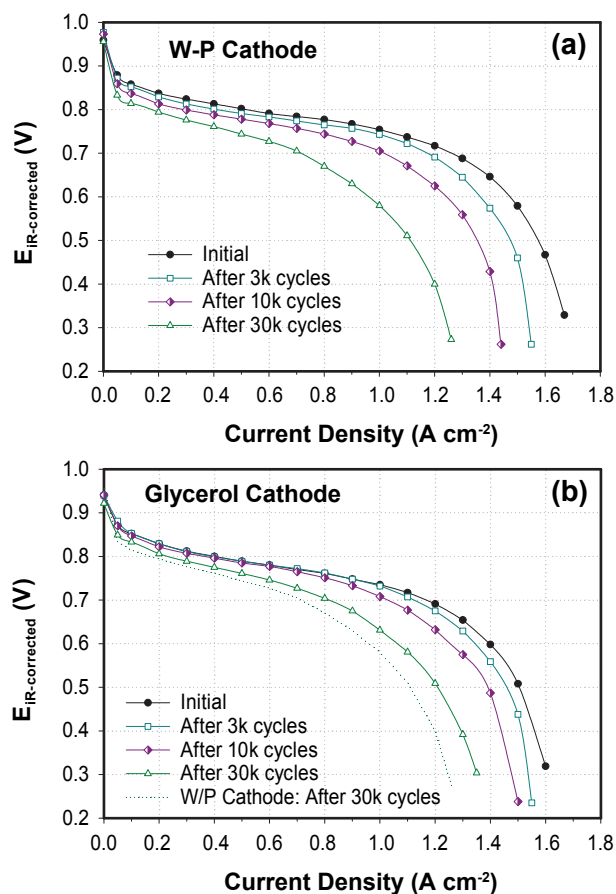 W-P Cathode
(a)
E_iR-corrected (V)
1.0
0.9
0.8
0.7
0.6
0.5
0.4
0.3
0.2
Initial
After 3k cycles
After 10k cycles
After 30k cycles
0.0 0.2 0.4 0.6 0.8 1.0 1.2 1.4 1.6 1.8
Current Density (A cm⁻²)
Glycerol Cathode
(b)
E_iR-corrected (V)
1.0
0.9
0.8
0.7
0.6
0.5
0.4
0.3
0.2
Initial
After 3k cycles
After 10k cycles
After 30k cycles
W/P Cathode: After 30k cycles
0.0 0.2 0.4 0.6 0.8 1.0 1.2 1.4 1.6 1.8
Current Density (A cm⁻²)